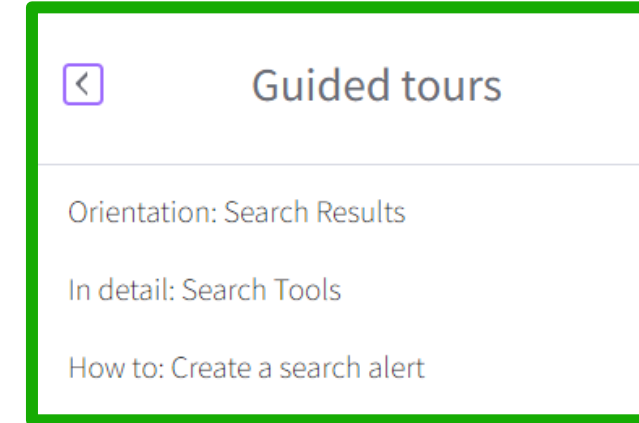 Guided tours
Orientation: Search Results
In detail: Search Tools
How to: Create a search alert